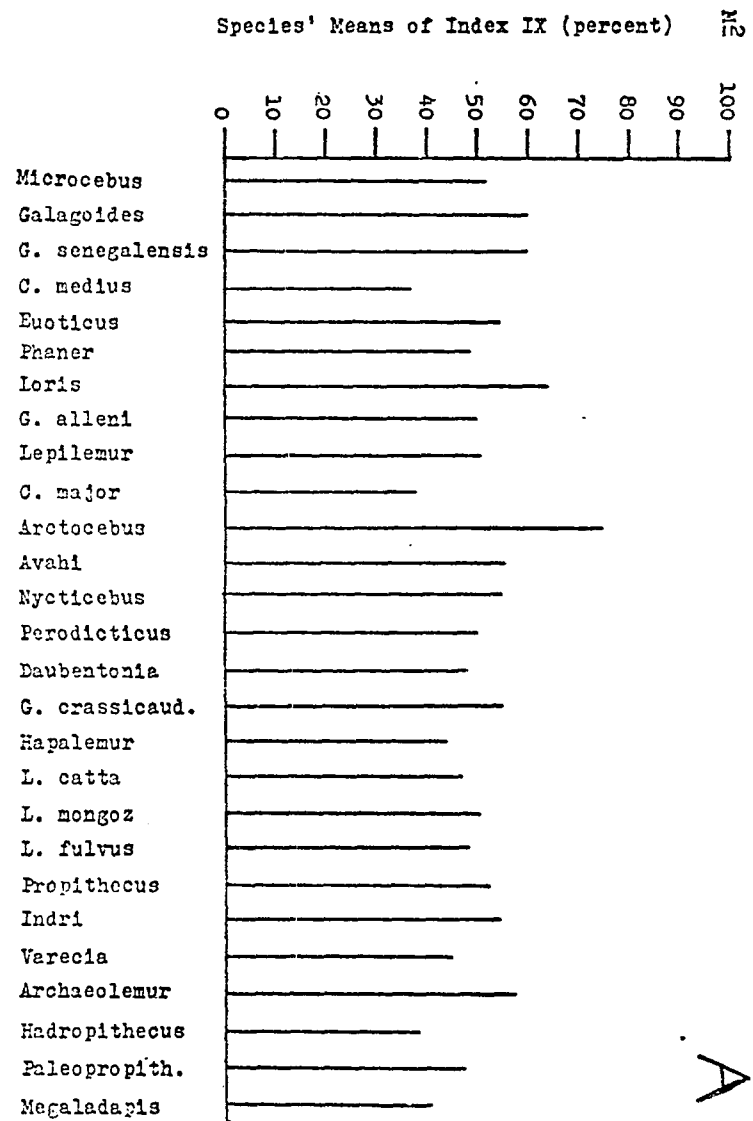 Species' Means of Index IX (percent)
M2
0
10
20
30
40
50
60
70
80
90
100
Microcebus
Galagoides
G. senegalensis
C. medius
Euoticus
Phaner
Loris
G. alleni
Lepilemur
C. major
Arctocebus
Avahi
Nycticebus
Perodicticus
Daubentonia
G. crassicaud.
Hapalemur
L. catta
L. mongoz
L. fulvus
Propithecus
Indri
Varecia
Archaeolemur
Hadropithecus
Paleopropith.
Megaladapis
A